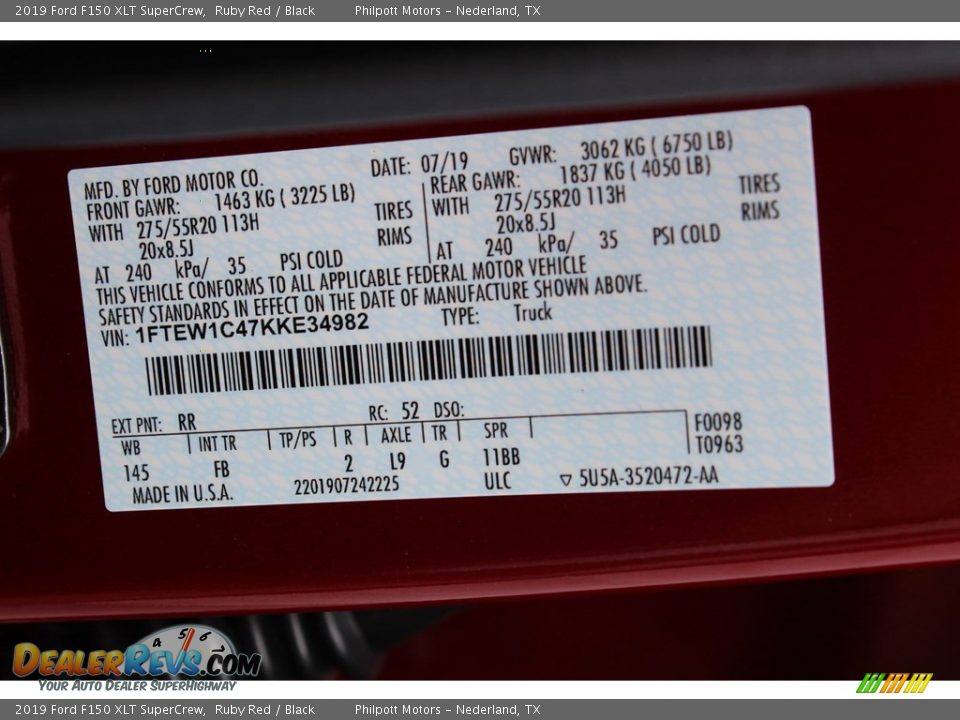 2019 Ford F150 XLT SuperCrew, Ruby Red / Black Philpott Motors - Nederland, TX
MFD. BY FORD MOTOR CO. DATE: 07/19 GVWR: 3062 KG ( 6750 LB)
FRONT GAWR: 1463 KG ( 3225 LB) REAR GAWR: 1837 KG ( 4050 LB)
WITH 275/55R20 113H TIRES WITH 275/55R20 113H TIRES
20x8.5J RIMS 20x8.5J RIMS
AT 240 kPa/ 35 PSI COLD AT 240 kPa/ 35 PSI COLD
THIS VEHICLE CONFORMS TO ALL APPLICABLE FEDERAL MOTOR VEHICLE
SAFETY STANDARDS IN EFFECT ON THE DATE OF MANUFACTURE SHOWN ABOVE.
VIN: 1FTEW1C47KKE34982 TYPE: Truck
EXT PNT: RR RC: 52 DSO:
WB INT TR TP/PS R AXLE TR SPR F0098
T0963
145 FB 2 L9 G 11BB
MADE IN U.S.A. 2201907242225 ULC ▽ 5U5A-3520472-AA
4 5 6
DEALERREVS.COM
YOUR AUTO DEALER SUPERHIGHWAY
2019 Ford F150 XLT SuperCrew, Ruby Red / Black Philpott Motors - Nederland, TX